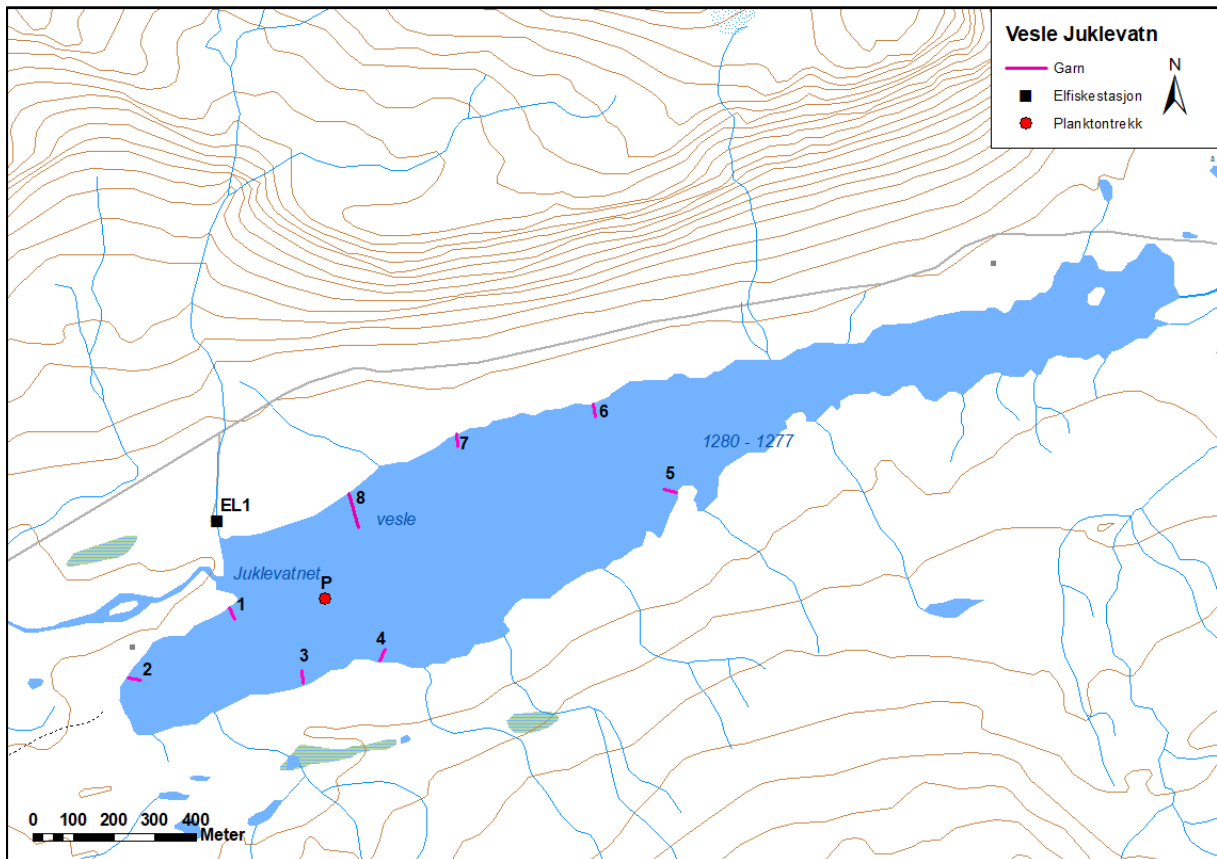 Vesle Juklevatn
Garn
Elfiskestasjon
Planktontrekk
N
6
7
1280 - 1277
5
8
EL1
vesle
Juklevatnet
P
1
4
3
2
0 100 200 300 400
Meter